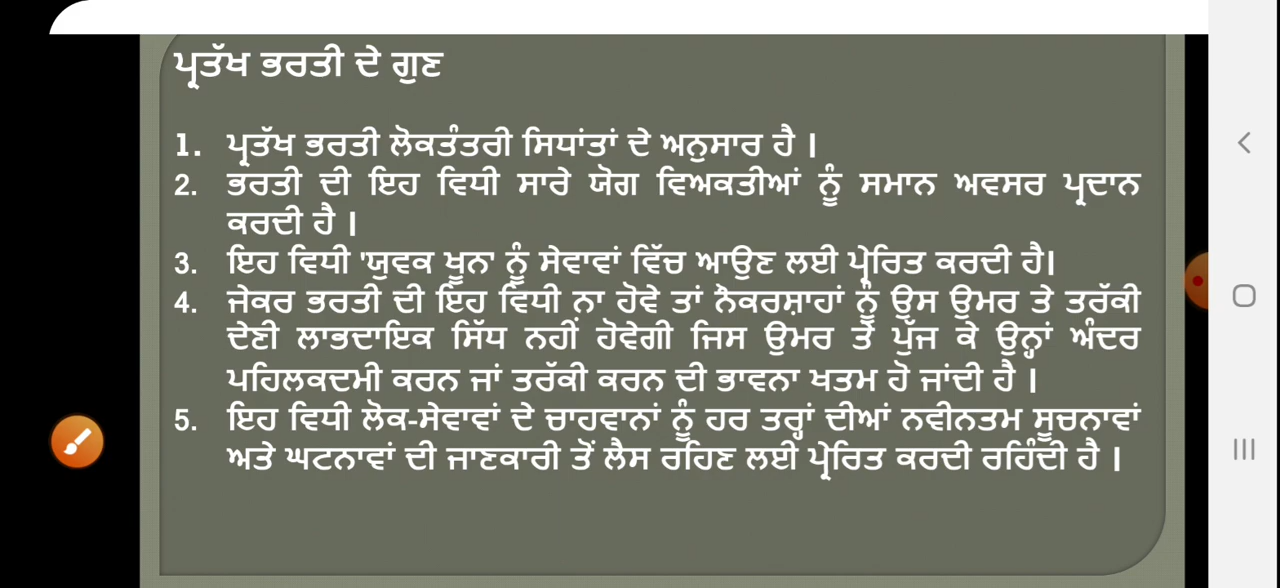 ਪ੍ਰਤੱਖ ਭਰਤੀ ਦੇ ਗੁਣ
1. ਪ੍ਰਤੱਖ ਭਰਤੀ ਲੋਕਤੰਤਰੀ ਸਿਧਾਂਤਾਂ ਦੇ ਅਨੁਸਾਰ ਹੈ ।
2. ਭਰਤੀ ਦੀ ਇਹ ਵਿਧੀ ਸਾਰੇ ਯੋਗ ਵਿਅਕਤੀਆਂ ਨੂੰ ਸਮਾਨ ਅਵਸਰ ਪ੍ਰਦਾਨ
ਕਰਦੀ ਹੈ ।
3. ਇਹ ਵਿਧੀ 'ਯੁਵਕ ਖੂਨ' ਨੂੰ ਸੇਵਾਵਾਂ ਵਿੱਚ ਆਉਣ ਲਈ ਪ੍ਰੇਰਿਤ ਕਰਦੀ ਹੈ।
4. ਜੇਕਰ ਭਰਤੀ ਦੀ ਇਹ ਵਿਧੀ ਨਾ ਹੋਵੇ ਤਾਂ ਨੌਕਰਸ਼ਾਹਾਂ ਨੂੰ ਉਸ ਉਮਰ ਤੇ ਤਰੱਕੀ
ਦੇਣੀ ਲਾਭਦਾਇਕ ਸਿੱਧ ਨਹੀਂ ਹੋਵੇਗੀ ਜਿਸ ਉਮਰ ਤੋਂ ਪੁੱਜ ਕੇ ਉਨ੍ਹਾਂ ਅੰਦਰ
ਪਹਿਲਕਦਮੀ ਕਰਨ ਜਾਂ ਤਰੱਕੀ ਕਰਨ ਦੀ ਭਾਵਨਾ ਖਤਮ ਹੋ ਜਾਂਦੀ ਹੈ ।
5. ਇਹ ਵਿਧੀ ਲੋਕ-ਸੇਵਾਵਾਂ ਦੇ ਚਾਹਵਾਨਾਂ ਨੂੰ ਹਰ ਤਰ੍ਹਾਂ ਦੀਆਂ ਨਵੀਨਤਮ ਸੂਚਨਾਵਾਂ
ਅਤੇ ਘਟਨਾਵਾਂ ਦੀ ਜਾਣਕਾਰੀ ਤੋਂ ਲੈਸ ਰਹਿਣ ਲਈ ਪ੍ਰੇਰਿਤ ਕਰਦੀ ਰਹਿੰਦੀ ਹੈ ।